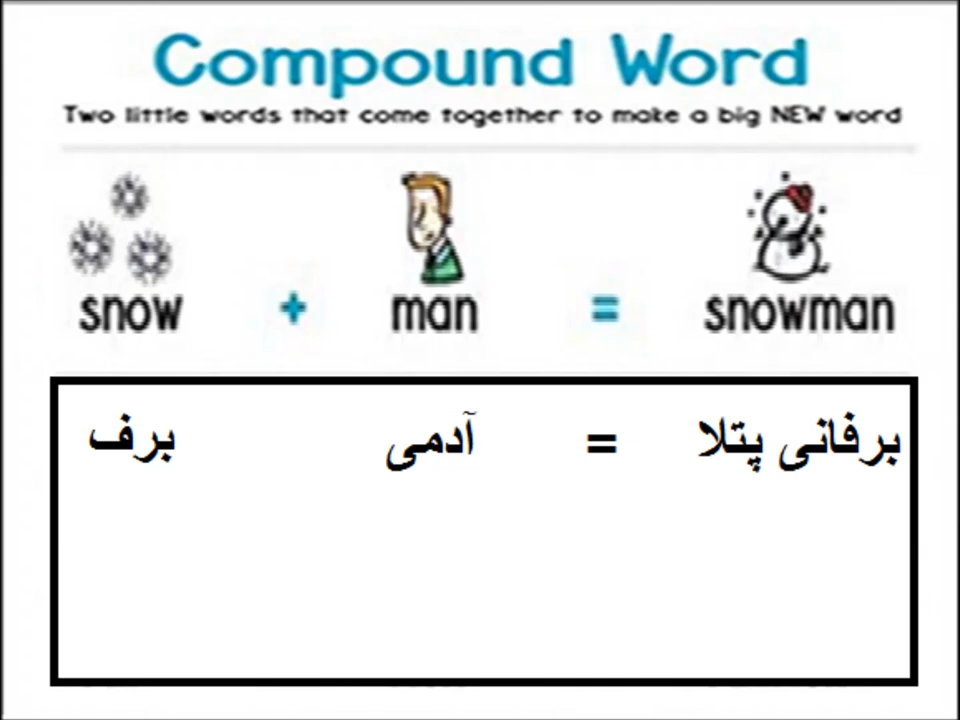 Compound Word
Two little words that come together to make a big NEW word
snow + man = snowman
برف آدمی = برفانی پتلا